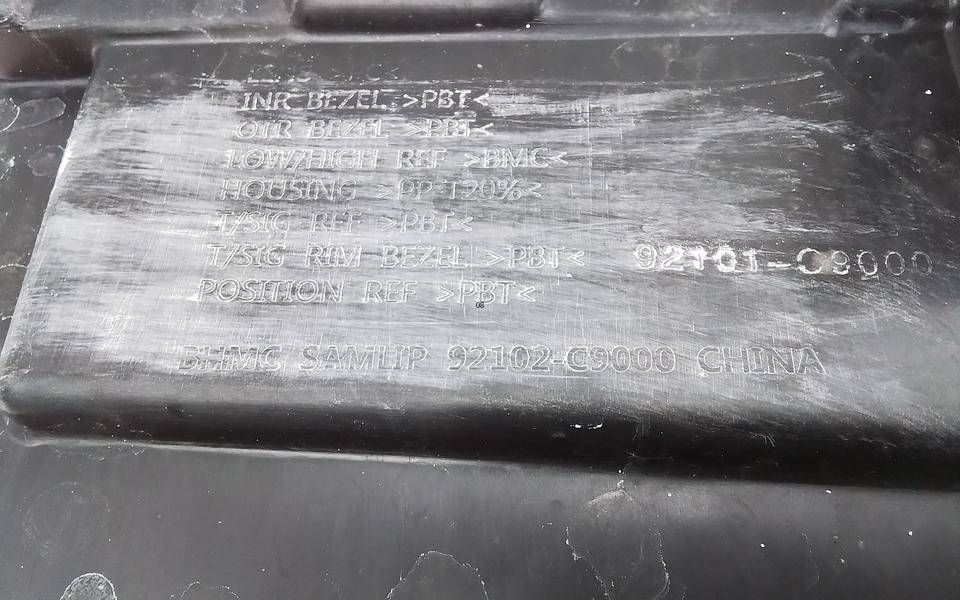 INR BEZEL >PBT<
OTR BEZEL >PBT<
LOW/HIGH REF >BMC<
HOUSING >PP T20%<
T/SIG REF >PBT<
T/SIG RIM BEZEL >PBT< 92101-C9000
POSITION REF >PBT<
08
BHMC SAMLIP 92102-C9000 CHINA